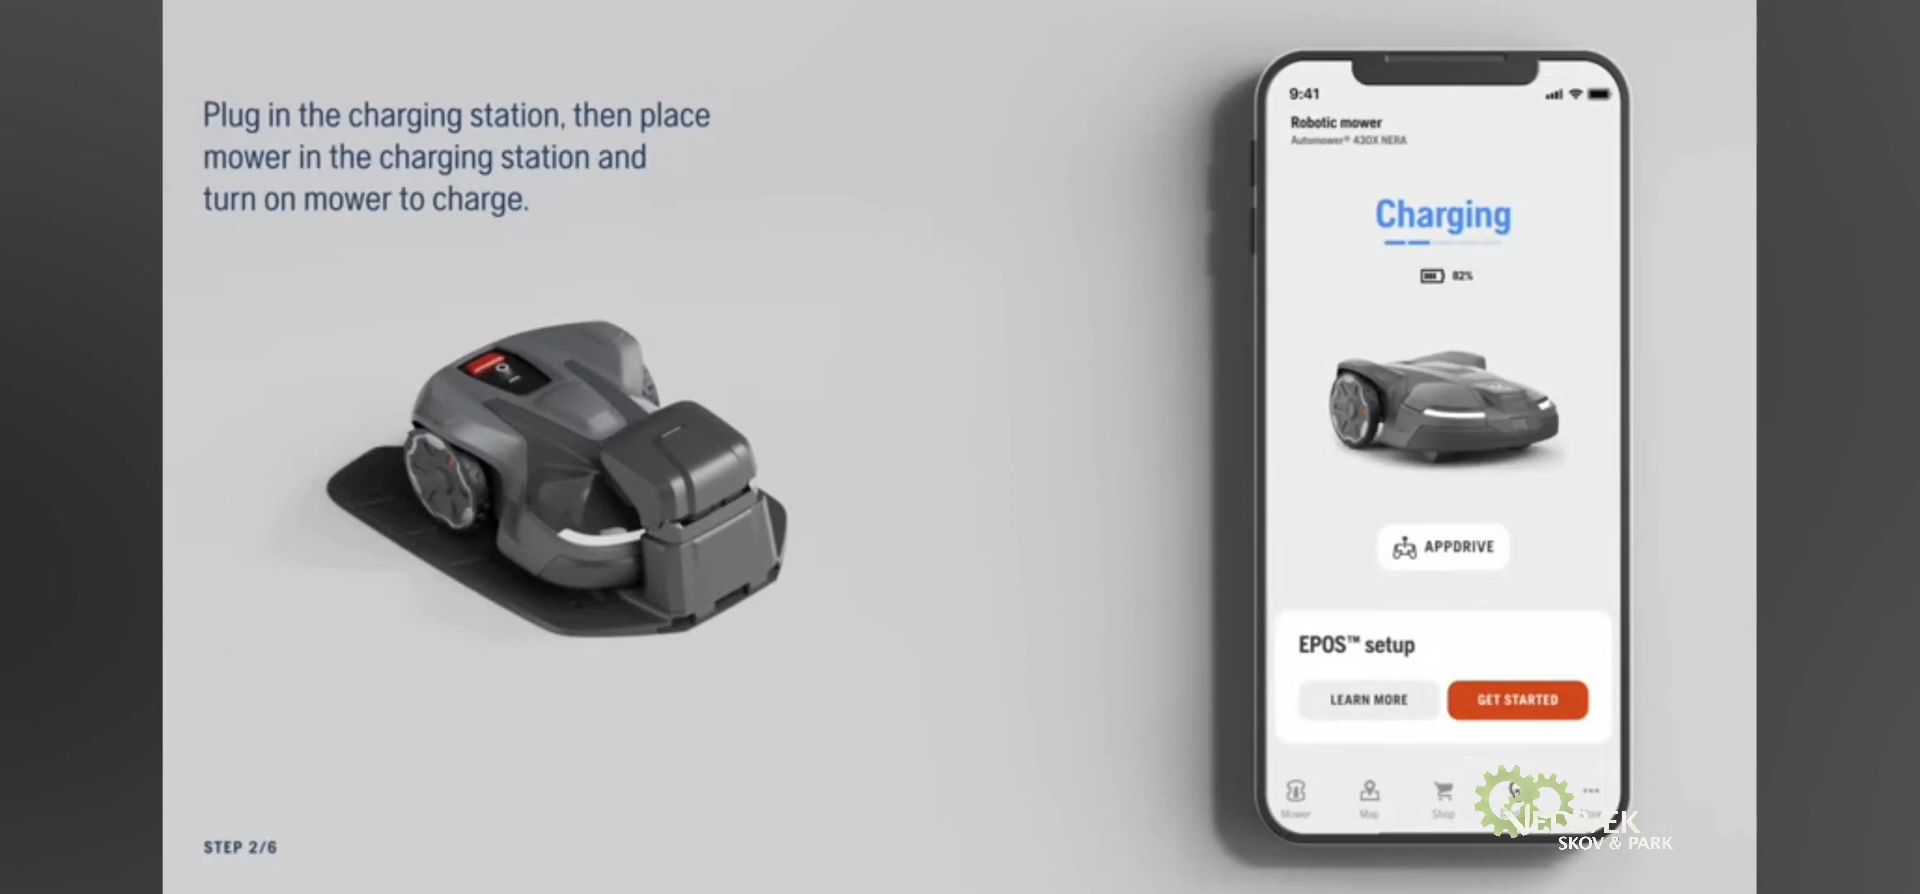 Plug in the charging station, then place
mower in the charging station and
turn on mower to charge.
STEP 2/6
9:41
Robotic mower
Automower® 430X NERA
Charging
82%
APPDRIVE
EPOS™ setup
LEARN MORE
GET STARTED
Mower
Map
Shop
SKOV & PARK